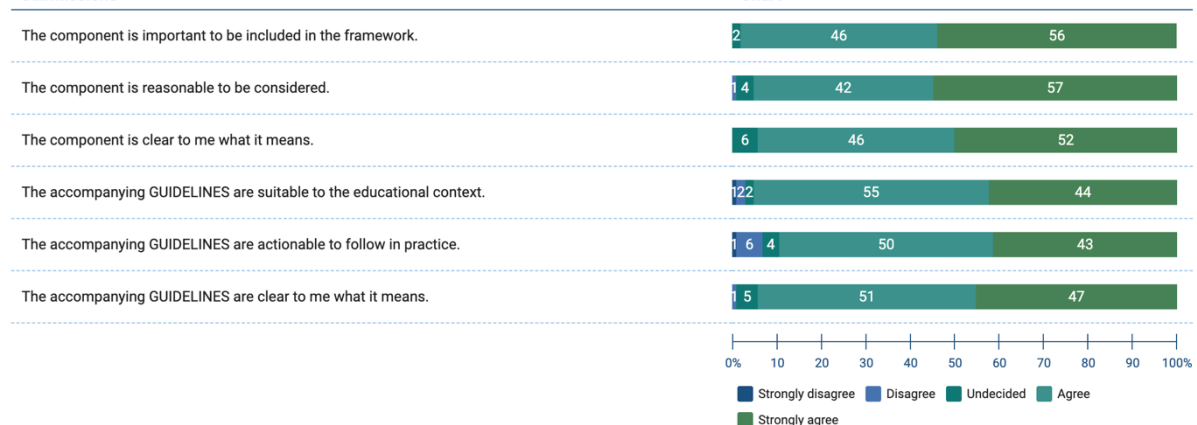 The component is important to be included in the framework.
2 46 56
The component is reasonable to be considered.
1 4 42 57
The component is clear to me what it means.
6 46 52
The accompanying GUIDELINES are suitable to the educational context.
1 2 2 55 44
The accompanying GUIDELINES are actionable to follow in practice.
1 6 4 50 43
The accompanying GUIDELINES are clear to me what it means.
1 5 51 47
0% 10 20 30 40 50 60 70 80 90 100%
Strongly disagree Disagree Undecided Agree
Strongly agree